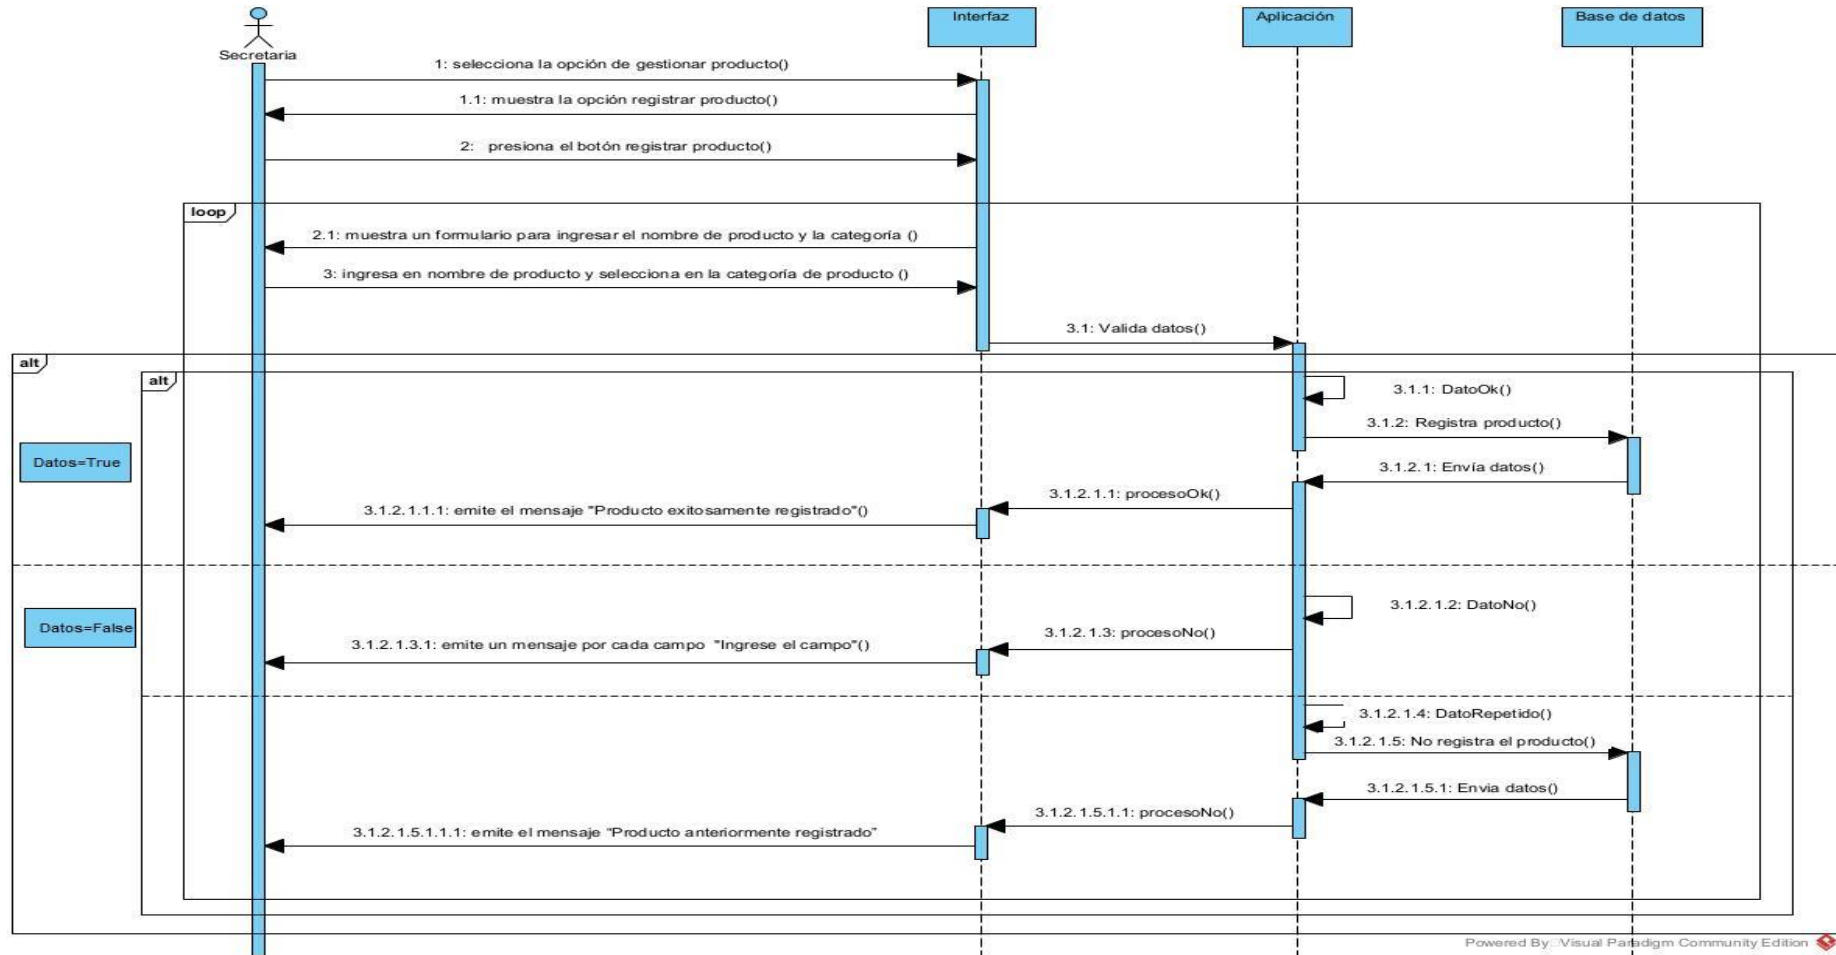 Secretaria
Interfaz
Aplicación
Base de datos
1: selecciona la opción de gestionar producto()
1.1: muestra la opción registrar producto()
2: presiona el botón registrar producto()
loop
2.1: muestra un formulario para ingresar el nombre de producto y la categoría ()
3: ingresa en nombre de producto y selecciona en la categoría de producto ()
3.1: Valida datos()
alt
alt
3.1.1: DatoOk()
3.1.2: Registra producto()
Datos=True
3.1.2.1: Envía datos()
3.1.2.1.1: procesoOk()
3.1.2.1.1.1: emite el mensaje "Producto exitosamente registrado"()
3.1.2.1.2: DatoNo()
Datos=False
3.1.2.1.3: procesoNo()
3.1.2.1.3.1: emite un mensaje por cada campo "Ingrese el campo"()
3.1.2.1.4: DatoRepetido()
3.1.2.1.5: No registra el producto()
3.1.2.1.5.1: Envia datos()
3.1.2.1.5.1.1: procesoNo()
3.1.2.1.5.1.1.1: emite el mensaje "Producto anteriormente registrado"
Powered By Visual Paradigm Community Edition